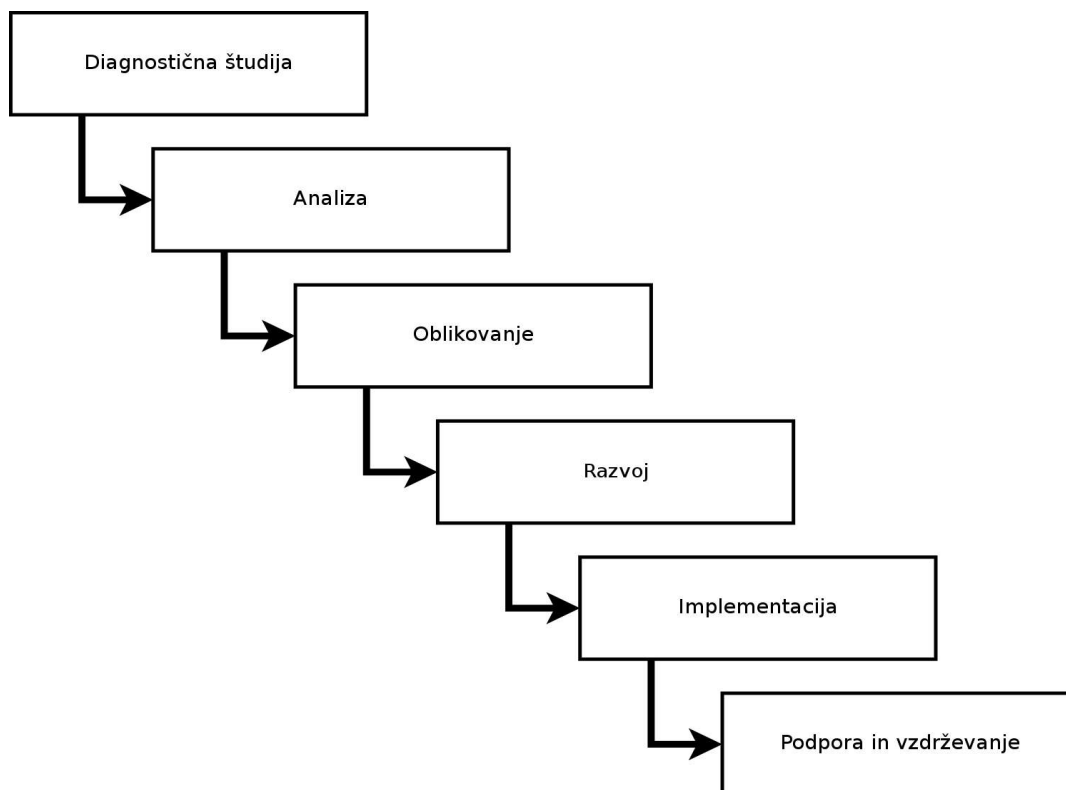 Diagnostična študija
Analiza
Oblikovanje
Razvoj
Implementacija
Podpora in vzdrževanje